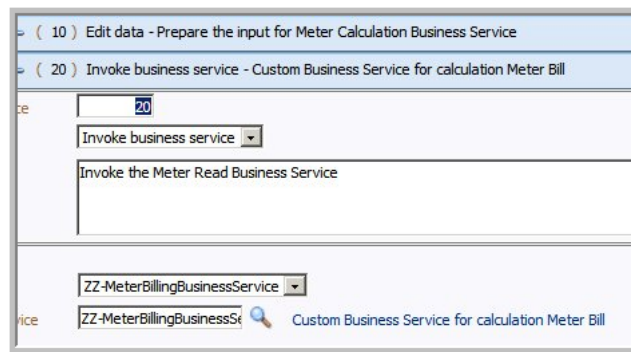 ( 10 ) Edit data - Prepare the input for Meter Calculation Business Service
( 20 ) Invoke business service - Custom Business Service for calculation Meter Bill
20
Invoke business service
Invoke the Meter Read Business Service
ZZ-MeterBillingBusinessService
ZZ-MeterBillingBusinessSe Custom Business Service for calculation Meter Bill